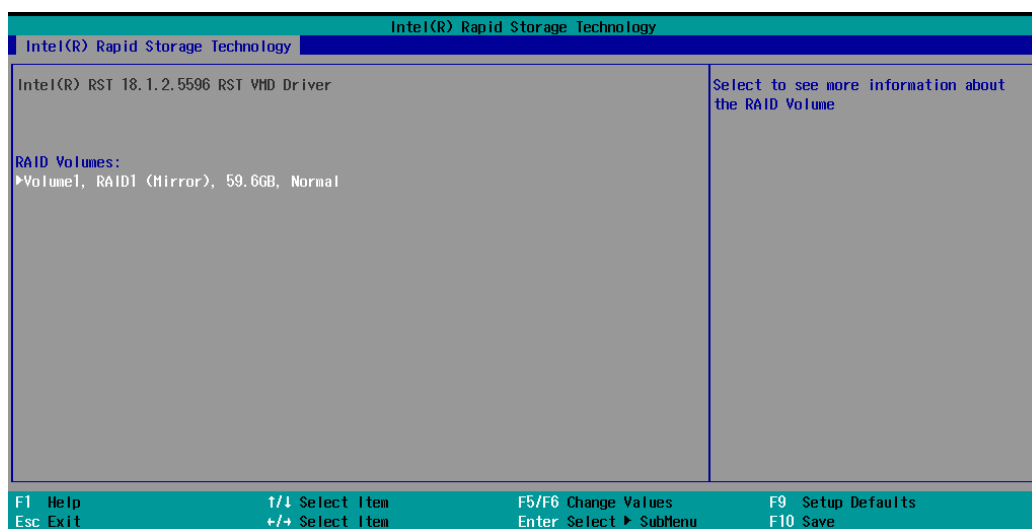 Intel(R) Rapid Storage Technology
Intel(R) Rapid Storage Technology
Intel(R) RST 18.1.2.5596 RST VMD Driver
RAID Volumes:
▶Volume1, RAID1 (Mirror), 59.6GB, Normal
Select to see more information about
the RAID Volume
F1 Help ↑/↓ Select Item F5/F6 Change Values F9 Setup Defaults
Esc Exit ←/→ Select Item Enter Select ▶ SubMenu F10 Save